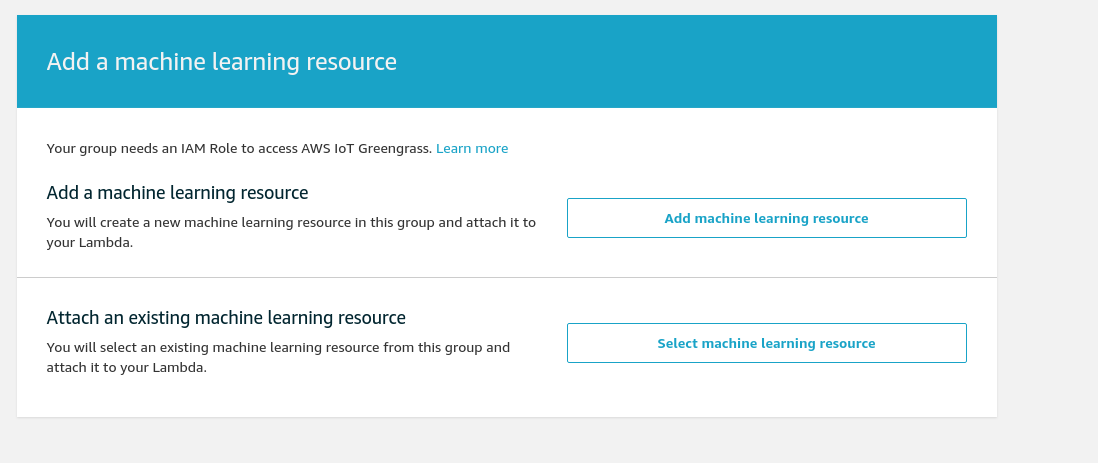 Add a machine learning resource
Your group needs an IAM Role to access AWS IoT Greengrass. Learn more
Add a machine learning resource
You will create a new machine learning resource in this group and attach it to
your Lambda.
Add machine learning resource
Attach an existing machine learning resource
You will select an existing machine learning resource from this group and
attach it to your Lambda.
Select machine learning resource